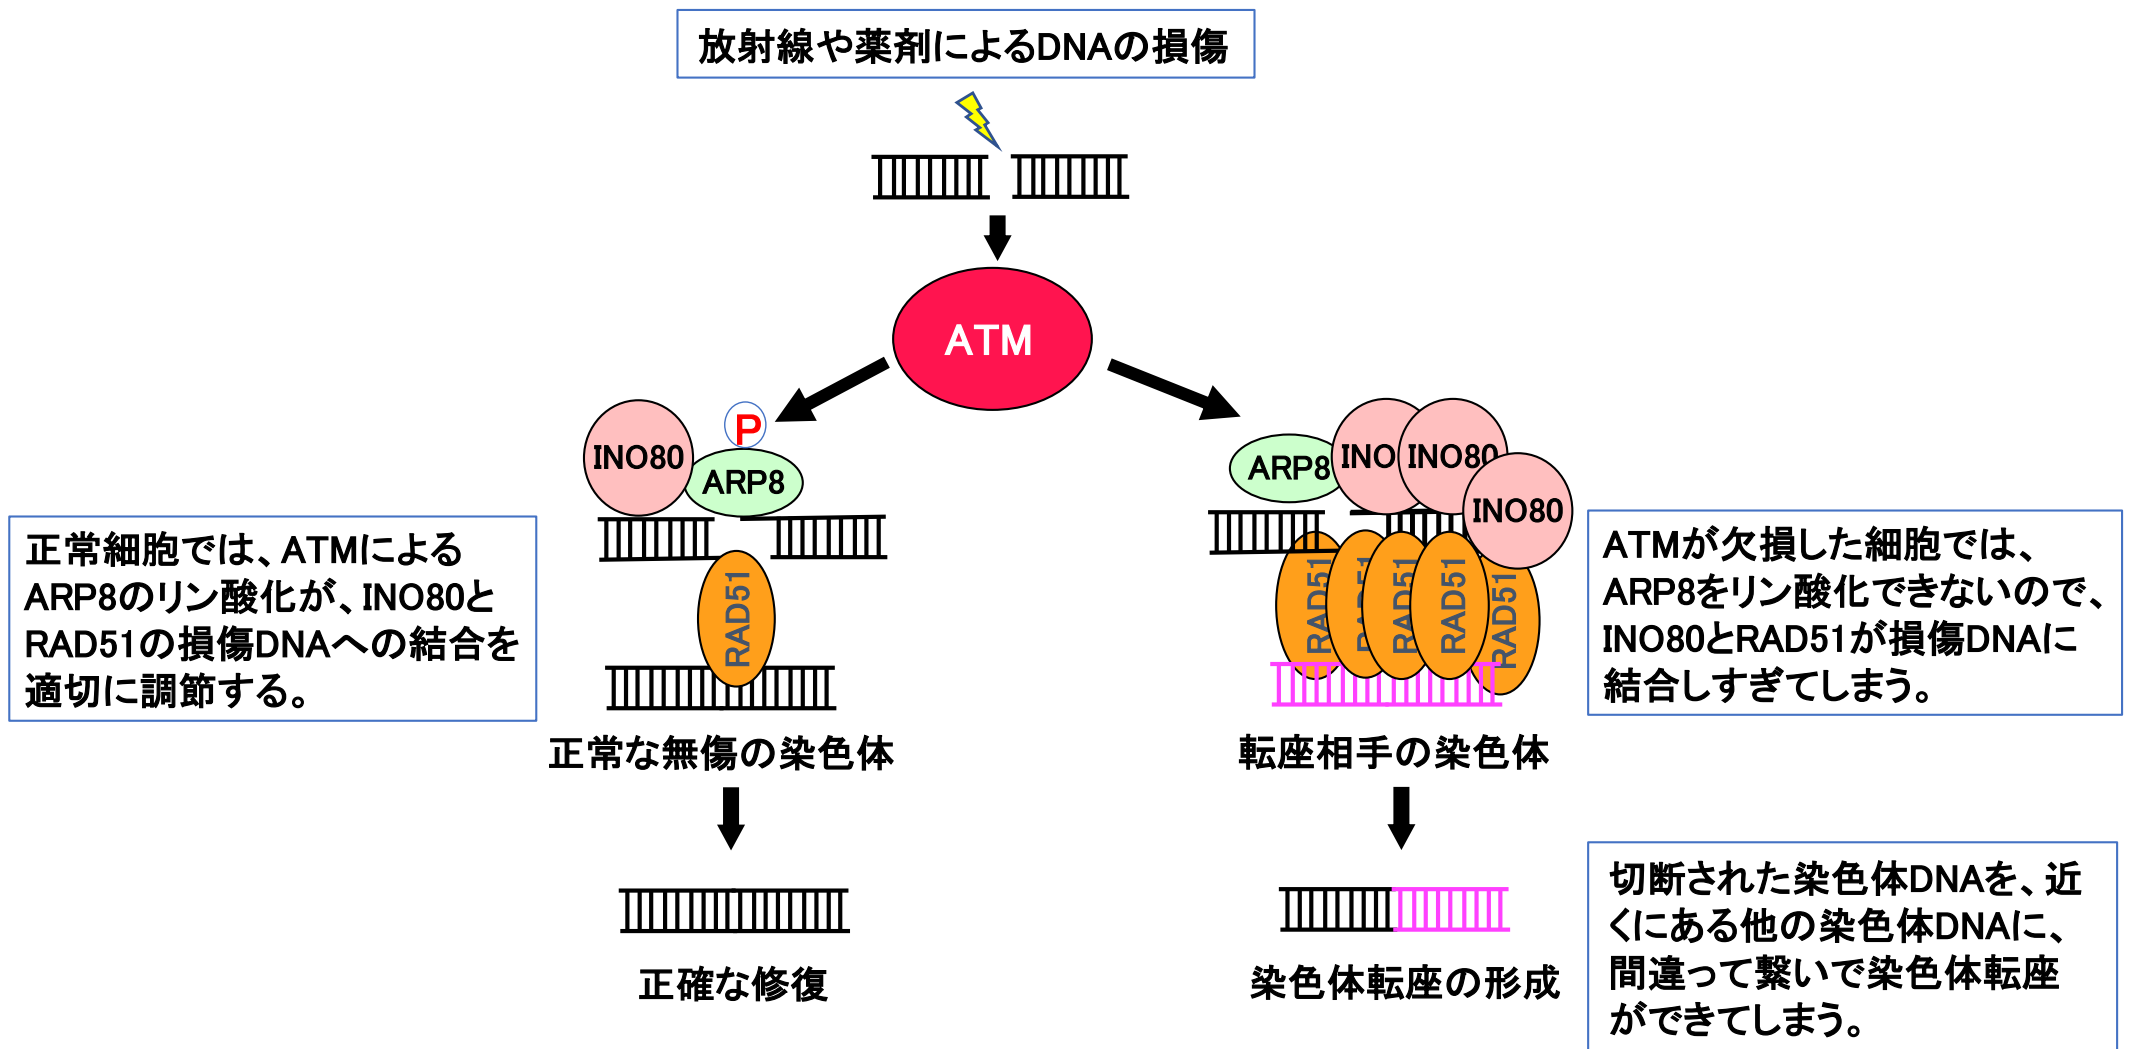 放射線や薬剤によるDNAの損傷
ATM
INO80
P
ARP8
ARP8
INO
INO80
INO80
正常細胞では、ATMによる
ARP8のリン酸化が、INO80と
RAD51の損傷DNAへの結合を
適切に調節する。
RAD51
RAD51
RAD51
RAD51
RAD51
RAD51
ATMが欠損した細胞では、
ARP8をリン酸化できないので、
INO80とRAD51が損傷DNAに
結合しすぎてしまう。
正常な無傷の染色体
転座相手の染色体
正確な修復
染色体転座の形成
切断された染色体DNAを、近
くにある他の染色体DNAに、
間違って繋いで染色体転座
ができてしまう。